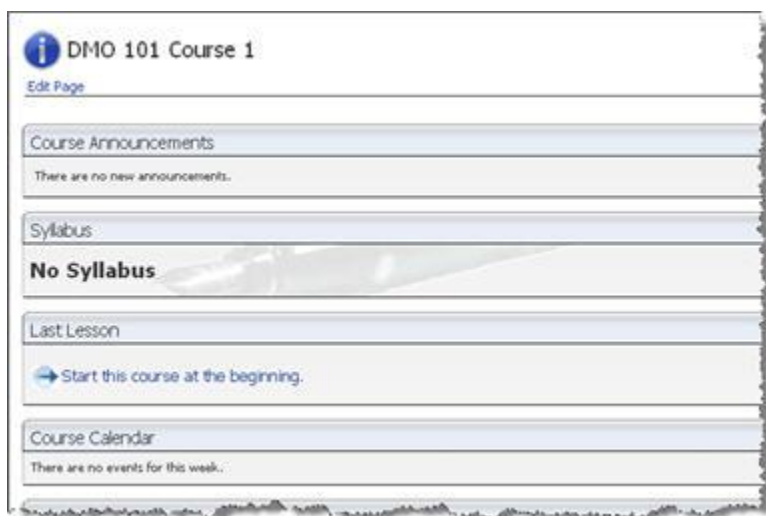 DMO 101 Course 1
Edit Page
Course Announcements
There are no new announcements.
Syllabus
No Syllabus
Last Lesson
Start this course at the beginning.
Course Calendar
There are no events for this week.